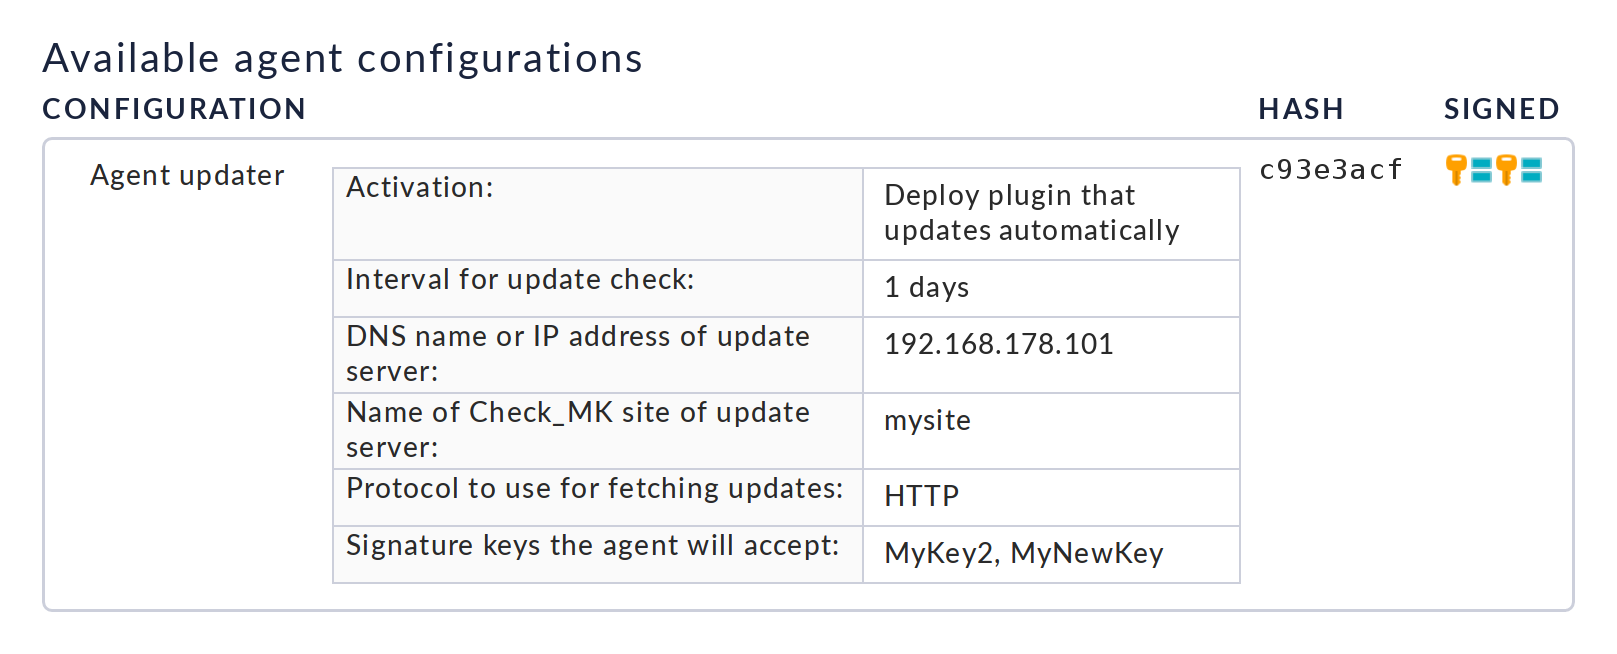 Available agent configurations
CONFIGURATION HASH SIGNED
Agent updater
Activation:
Deploy plugin that
updates automatically
c93e3acf
Interval for update check:
1 days
DNS name or IP address of update
server:
192.168.178.101
Name of Check_MK site of update
server:
mysite
Protocol to use for fetching updates:
HTTP
Signature keys the agent will accept:
MyKey2, MyNewKey